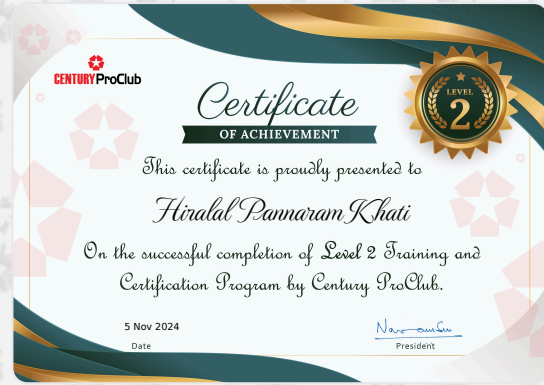 CENTURY ProClub
Certificate
OF ACHIEVEMENT
LEVEL
2
This certificate is proudly presented to
Hiralal Pannaram Khati
On the successful completion of Level 2 Training and
Certification Program by Century ProClub.
5 Nov 2024
Date
President